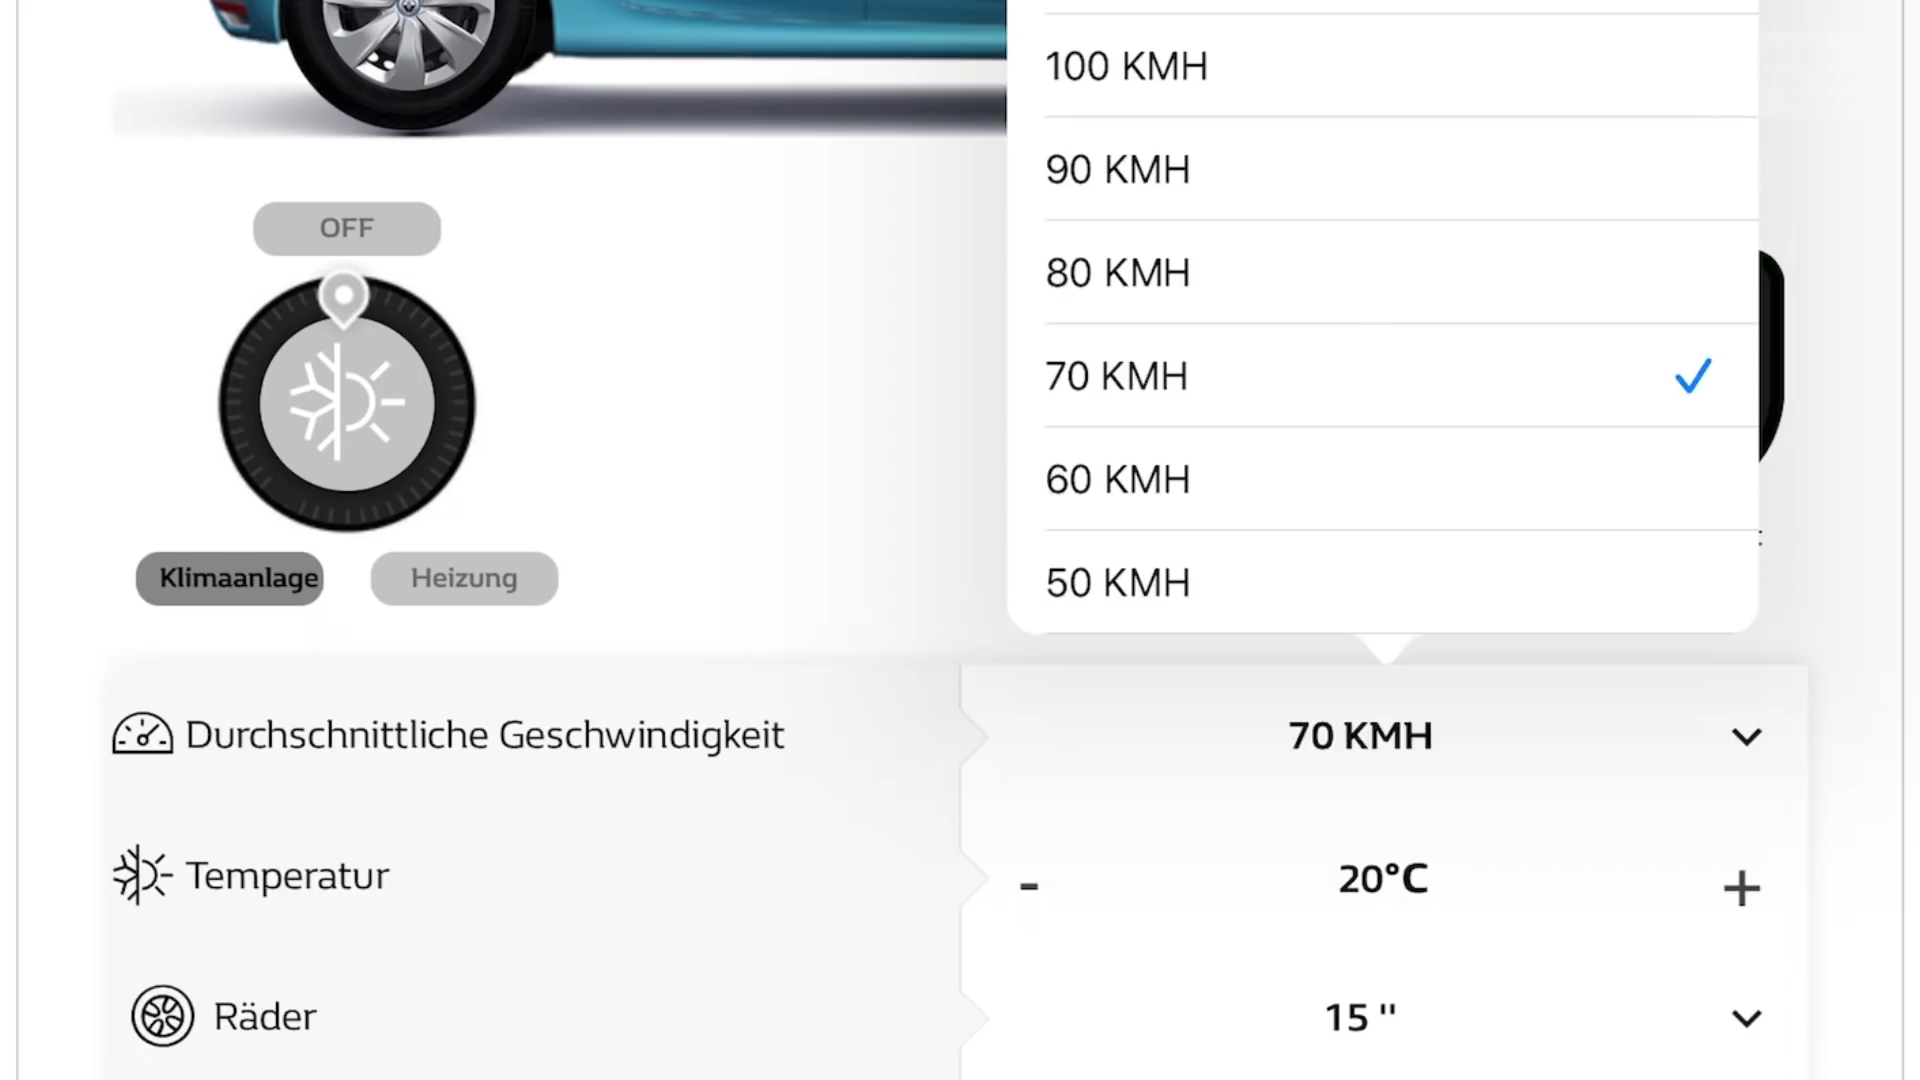 100 KMH
90 KMH
80 KMH
70 KMH
60 KMH
50 KMH
OFF
Klimaanlage
Heizung
Durchschnittliche Geschwindigkeit
70 KMH
Temperatur
- 20°C +
Räder
15 "